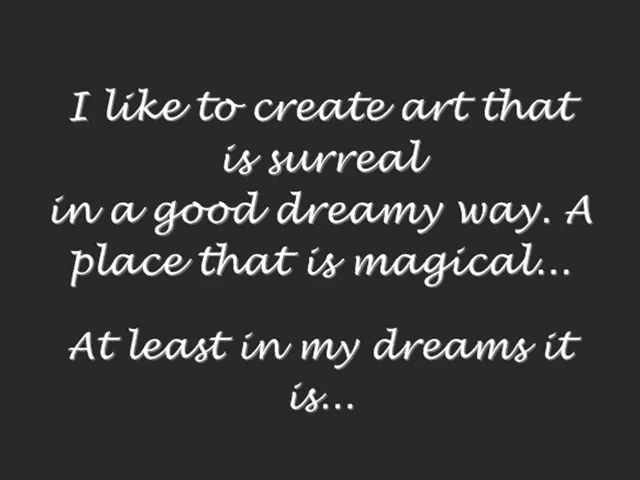 I like to create art that
is surreal
in a good dreamy way. A
place that is magical...
At least in my dreams it
is...